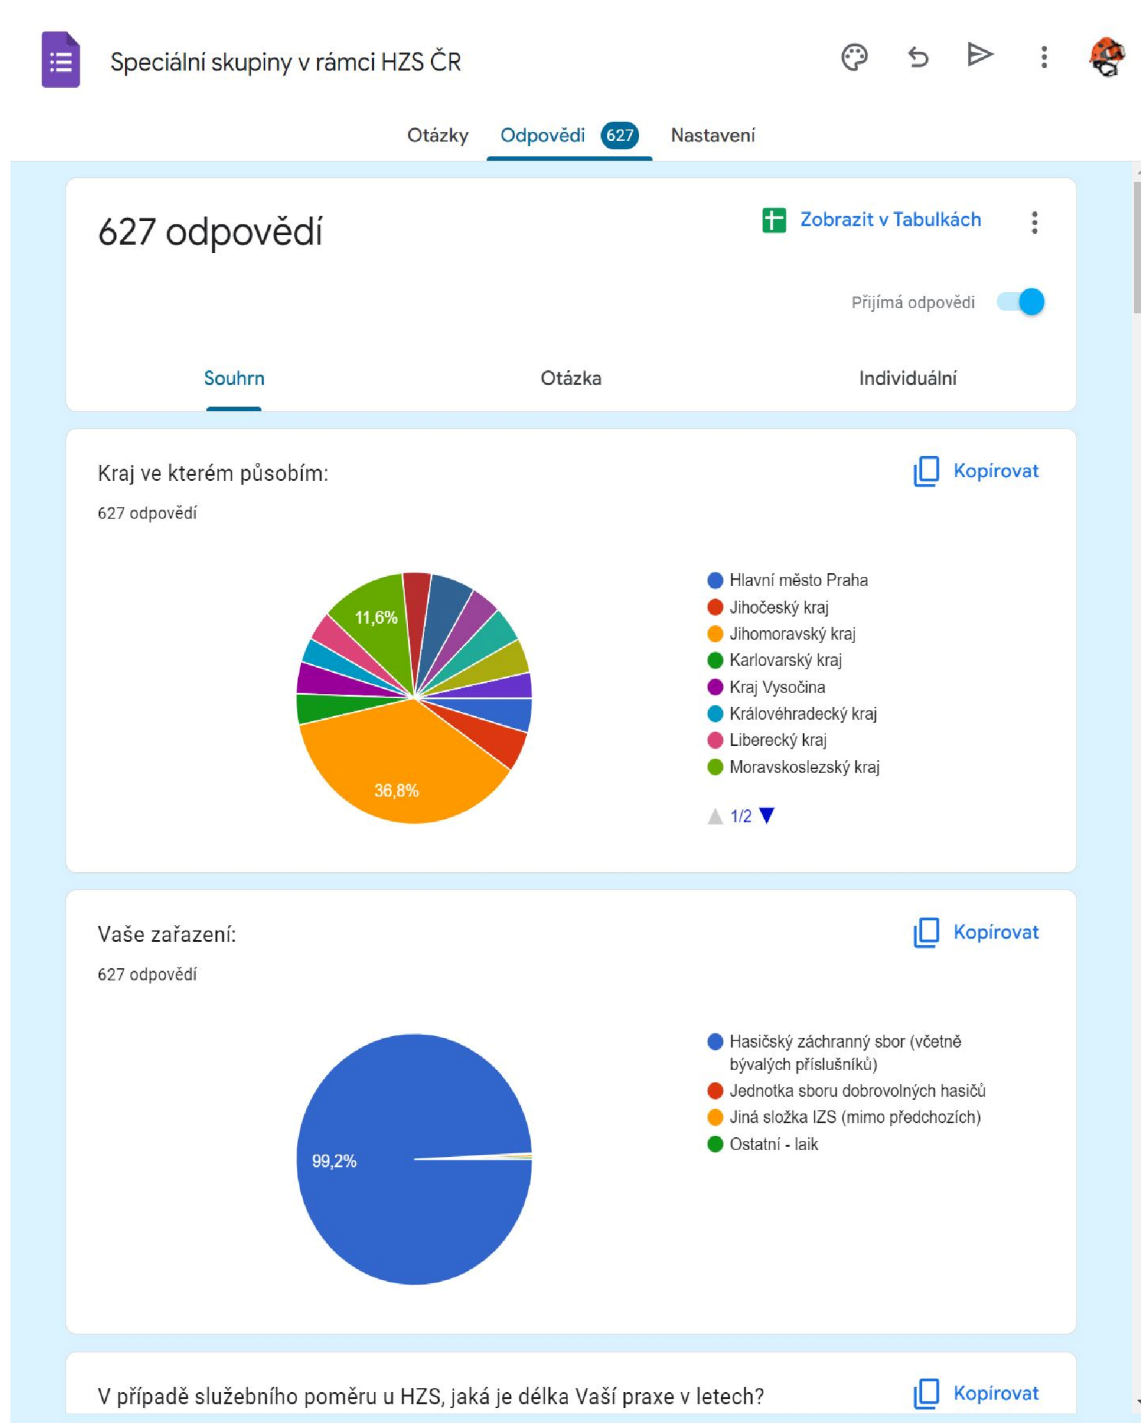 Speciální skupiny v rámci HZS ČR
Otázky Odpovědi 627 Nastavení
627 odpovědí
Zobrazit v Tabulkách
Přijímá odpovědi
Souhrn Otázka Individuální
Kraj ve kterém působím:
Kopírovat
627 odpovědí
11,6%
36,8%
Hlavní město Praha
Jihočeský kraj
Jihomoravský kraj
Karlovarský kraj
Kraj Vysočina
Královéhradecký kraj
Liberecký kraj
Moravskoslezský kraj
1/2
Vaše zařazení:
Kopírovat
627 odpovědí
99,2%
Hasičský záchranný sbor (včetně
bývalých příslušníků)
Jednotka sboru dobrovolných hasičů
Jiná složka IZS (mimo předchozích)
Ostatní - laik
V případě služebního poměru u HZS, jaká je délka Vaší praxe v letech?
Kopírovat